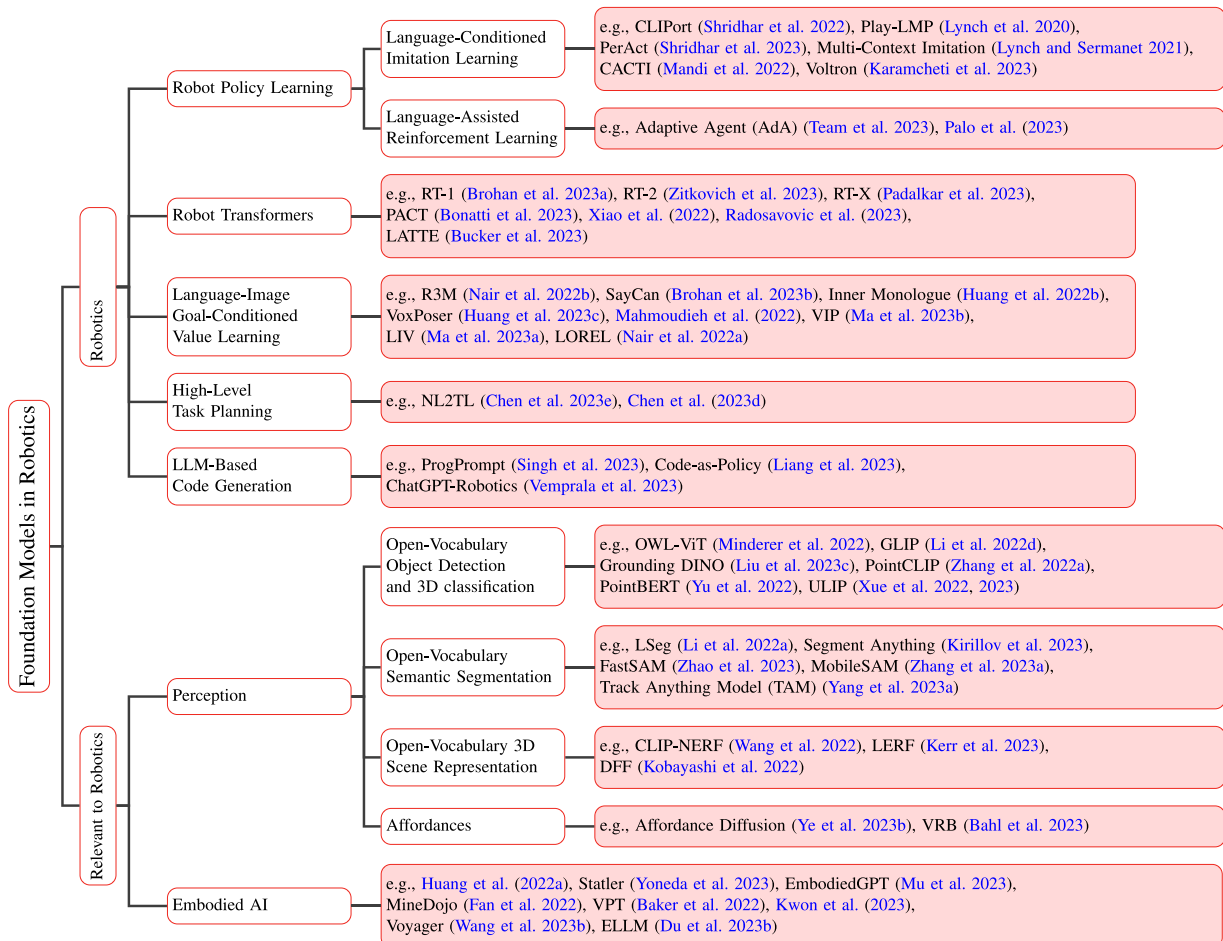 Foundation Models in Robotics
Robotics
Robot Policy Learning
Language-Conditioned
Imitation Learning
e.g., CLIPort (Shridhar et al. 2022), Play-LMP (Lynch et al. 2020),
PerAct (Shridhar et al. 2023), Multi-Context Imitation (Lynch and Sermanet 2021),
CACTI (Mandi et al. 2022), Voltron (Karamcheti et al. 2023)
Language-Assisted
Reinforcement Learning
e.g., Adaptive Agent (AdA) (Team et al. 2023), Palo et al. (2023)
Robot Transformers
e.g., RT-1 (Brohan et al. 2023a), RT-2 (Zitkovich et al. 2023), RT-X (Padalkar et al. 2023),
PACT (Bonatti et al. 2023), Xiao et al. (2022), Radosavovic et al. (2023),
LATTE (Bucker et al. 2023)
Language-Image
Goal-Conditioned
Value Learning
e.g., R3M (Nair et al. 2022b), SayCan (Brohan et al. 2023b), Inner Monologue (Huang et al. 2022b),
VoxPoser (Huang et al. 2023c), Mahmoudieh et al. (2022), VIP (Ma et al. 2023b),
LIV (Ma et al. 2023a), LOREL (Nair et al. 2022a)
High-Level
Task Planning
e.g., NL2TL (Chen et al. 2023e), Chen et al. (2023d)
LLM-Based
Code Generation
e.g., ProgPrompt (Singh et al. 2023), Code-as-Policy (Liang et al. 2023),
ChatGPT-Robotics (Vemprala et al. 2023)
Relevant to Robotics
Perception
Open-Vocabulary
Object Detection
and 3D classification
e.g., OWL-ViT (Minderer et al. 2022), GLIP (Li et al. 2022d),
Grounding DINO (Liu et al. 2023c), PointCLIP (Zhang et al. 2022a),
PointBERT (Yu et al. 2022), ULIP (Xue et al. 2022, 2023)
Open-Vocabulary
Semantic Segmentation
e.g., LSeg (Li et al. 2022a), Segment Anything (Kirillov et al. 2023),
FastSAM (Zhao et al. 2023), MobileSAM (Zhang et al. 2023a),
Track Anything Model (TAM) (Yang et al. 2023a)
Open-Vocabulary 3D
Scene Representation
e.g., CLIP-NERF (Wang et al. 2022), LERF (Kerr et al. 2023),
DFF (Kobayashi et al. 2022)
Affordances
e.g., Affordance Diffusion (Ye et al. 2023b), VRB (Bahl et al. 2023)
Embodied AI
e.g., Huang et al. (2022a), Statler (Yoneda et al. 2023), EmbodiedGPT (Mu et al. 2023),
MineDojo (Fan et al. 2022), VPT (Baker et al. 2022), Kwon et al. (2023),
Voyager (Wang et al. 2023b), ELLM (Du et al. 2023b)